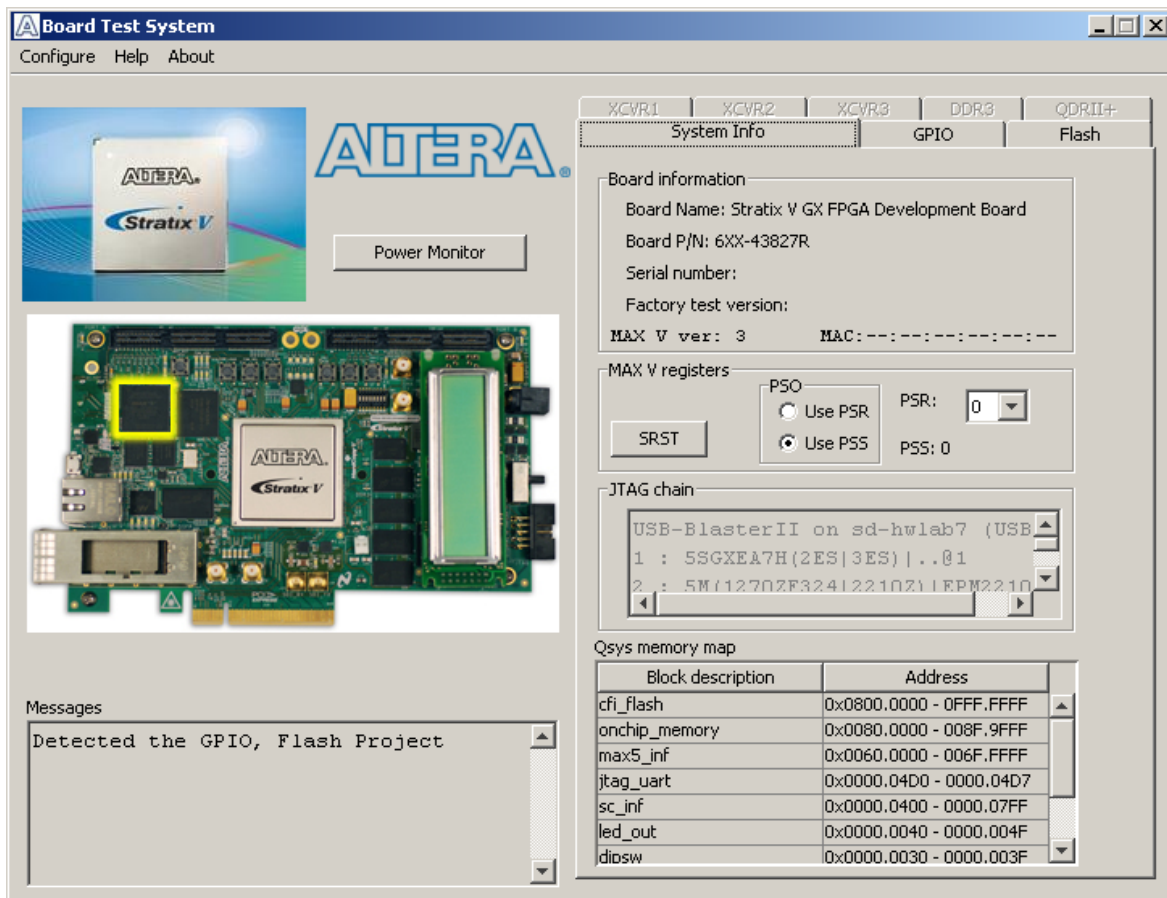 Board Test System
Configure Help About
ALTERA®
Stratix V
ALTERA®
Power Monitor
ALTERA®
Stratix V
Messages
Detected the GPIO, Flash Project
XCVR1 XCVR2 XCVR3 DDR3 QDRII+
System Info GPIO Flash
Board information
Board Name: Stratix V GX FPGA Development Board
Board P/N: 6XX-43827R
Serial number:
Factory test version:
MAX V ver: 3 MAC:--:--:--:--:--:--
MAX V registers
SRST
PSO
Use PSR
Use PSS
PSR: 0
PSS: 0
JTAG chain
USB-BlasterII on sd-hwlab7 (USB
1 : 5SGXEA7H(2ES|3ES)|..@1
2 : 5M(1270ZF324|2210Z)|EPM2210
Qsys memory map
Block description Address
cfi_flash 0x0800.0000 - 0FFF.FFFF
onchip_memory 0x0080.0000 - 008F.9FFF
max5_inf 0x0060.0000 - 006F.FFFF
jtag_uart 0x0000.04D0 - 0000.04D7
sc_inf 0x0000.0400 - 0000.07FF
led_out 0x0000.0040 - 0000.004F
dipsw 0x0000.0030 - 0000.003F